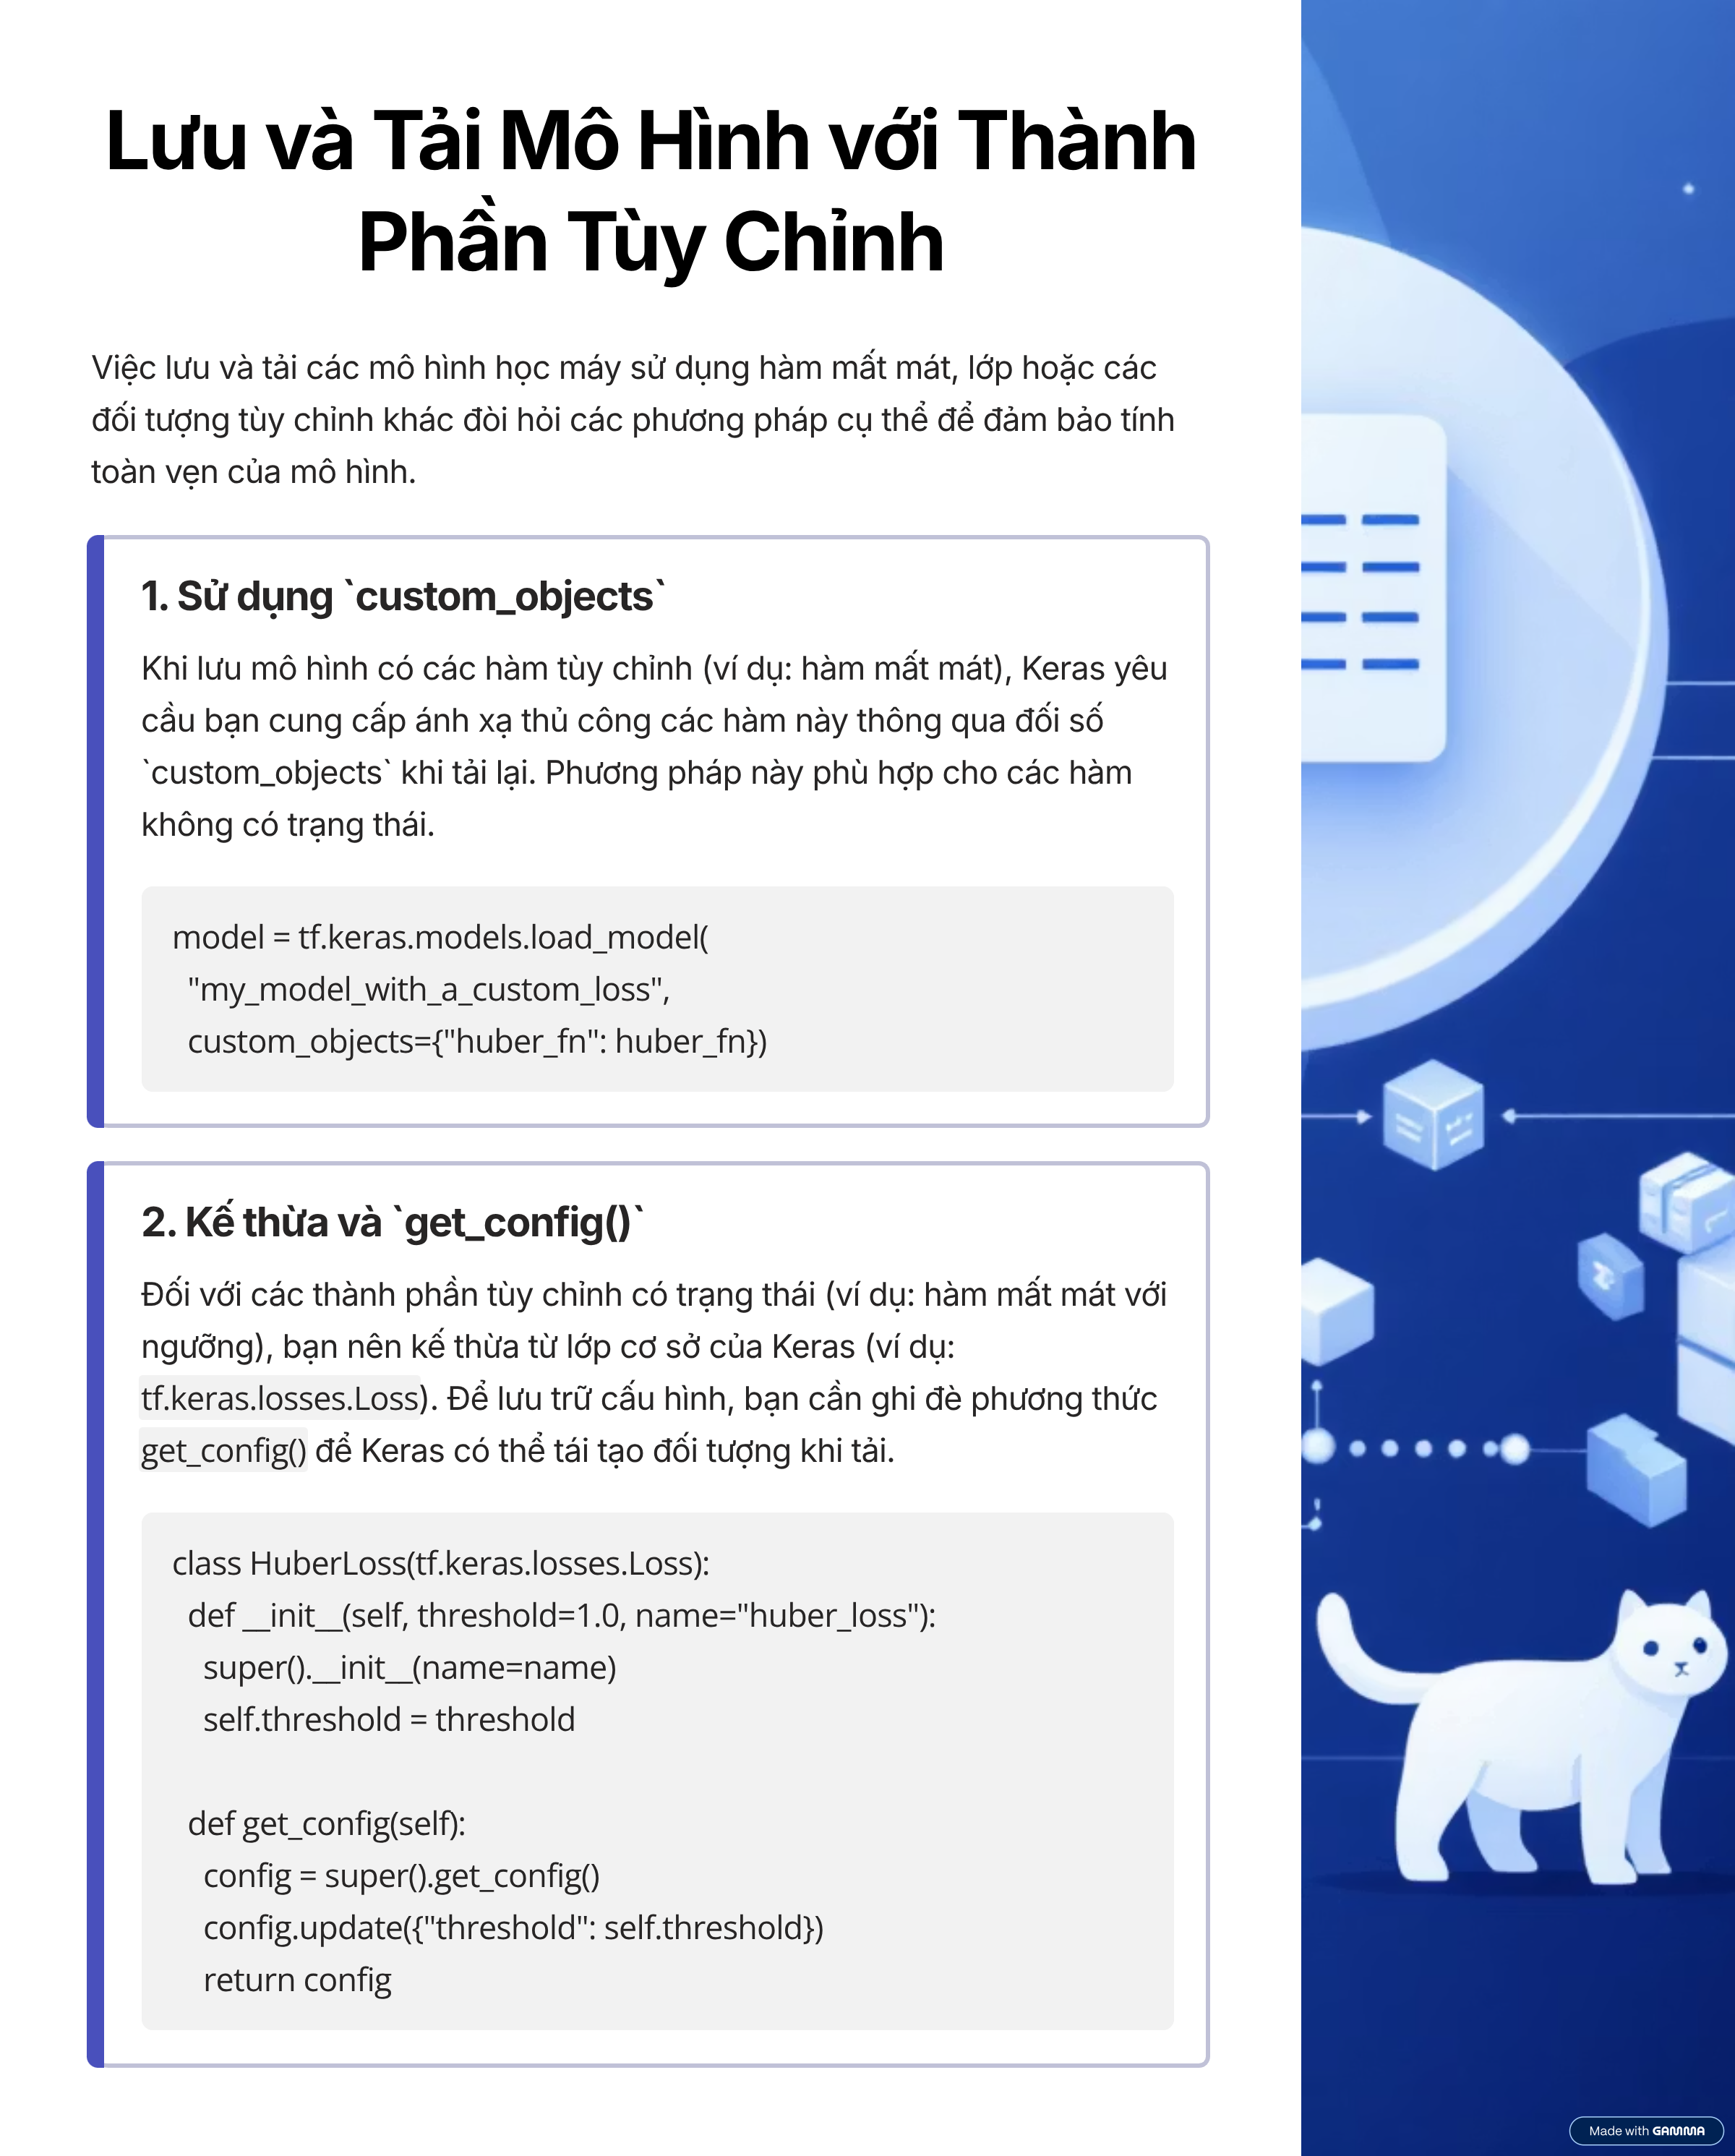 Lưu và Tải Mô Hình với Thành
Phần Tùy Chỉnh
Việc lưu và tải các mô hình học máy sử dụng hàm mất mát, lớp hoặc các
đối tượng tùy chỉnh khác đòi hỏi các phương pháp cụ thể để đảm bảo tính
toàn vẹn của mô hình.
1. Sử dụng `custom_objects`
Khi lưu mô hình có các hàm tùy chỉnh (ví dụ: hàm mất mát), Keras yêu
cầu bạn cung cấp ánh xạ thủ công các hàm này thông qua đối số
`custom_objects` khi tải lại. Phương pháp này phù hợp cho các hàm
không có trạng thái.
model = tf.keras.models.load_model(
  "my_model_with_a_custom_loss",
  custom_objects={"huber_fn": huber_fn})
2. Kế thừa và `get_config()`
Đối với các thành phần tùy chỉnh có trạng thái (ví dụ: hàm mất mát với
ngưỡng), bạn nên kế thừa từ lớp cơ sở của Keras (ví dụ:
tf.keras.losses.Loss). Để lưu trữ cấu hình, bạn cần ghi đè phương thức
get_config() để Keras có thể tái tạo đối tượng khi tải.
class HuberLoss(tf.keras.losses.Loss):
  def __init__(self, threshold=1.0, name="huber_loss"):
    super().__init__(name=name)
    self.threshold = threshold
  def get_config(self):
    config = super().get_config()
    config.update({"threshold": self.threshold})
    return config
Made with GAMMA